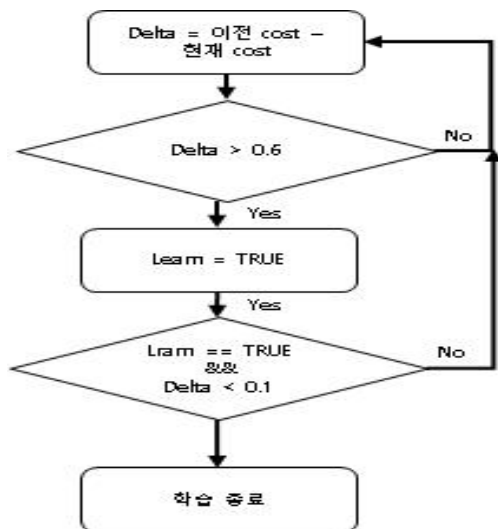 Delta = 이전 cost –
현재 cost
Delta > 0.6
No
Yes
Learn = TRUE
Yes
Lram == TRUE
&&
Delta < 0.1
No
학습 종료